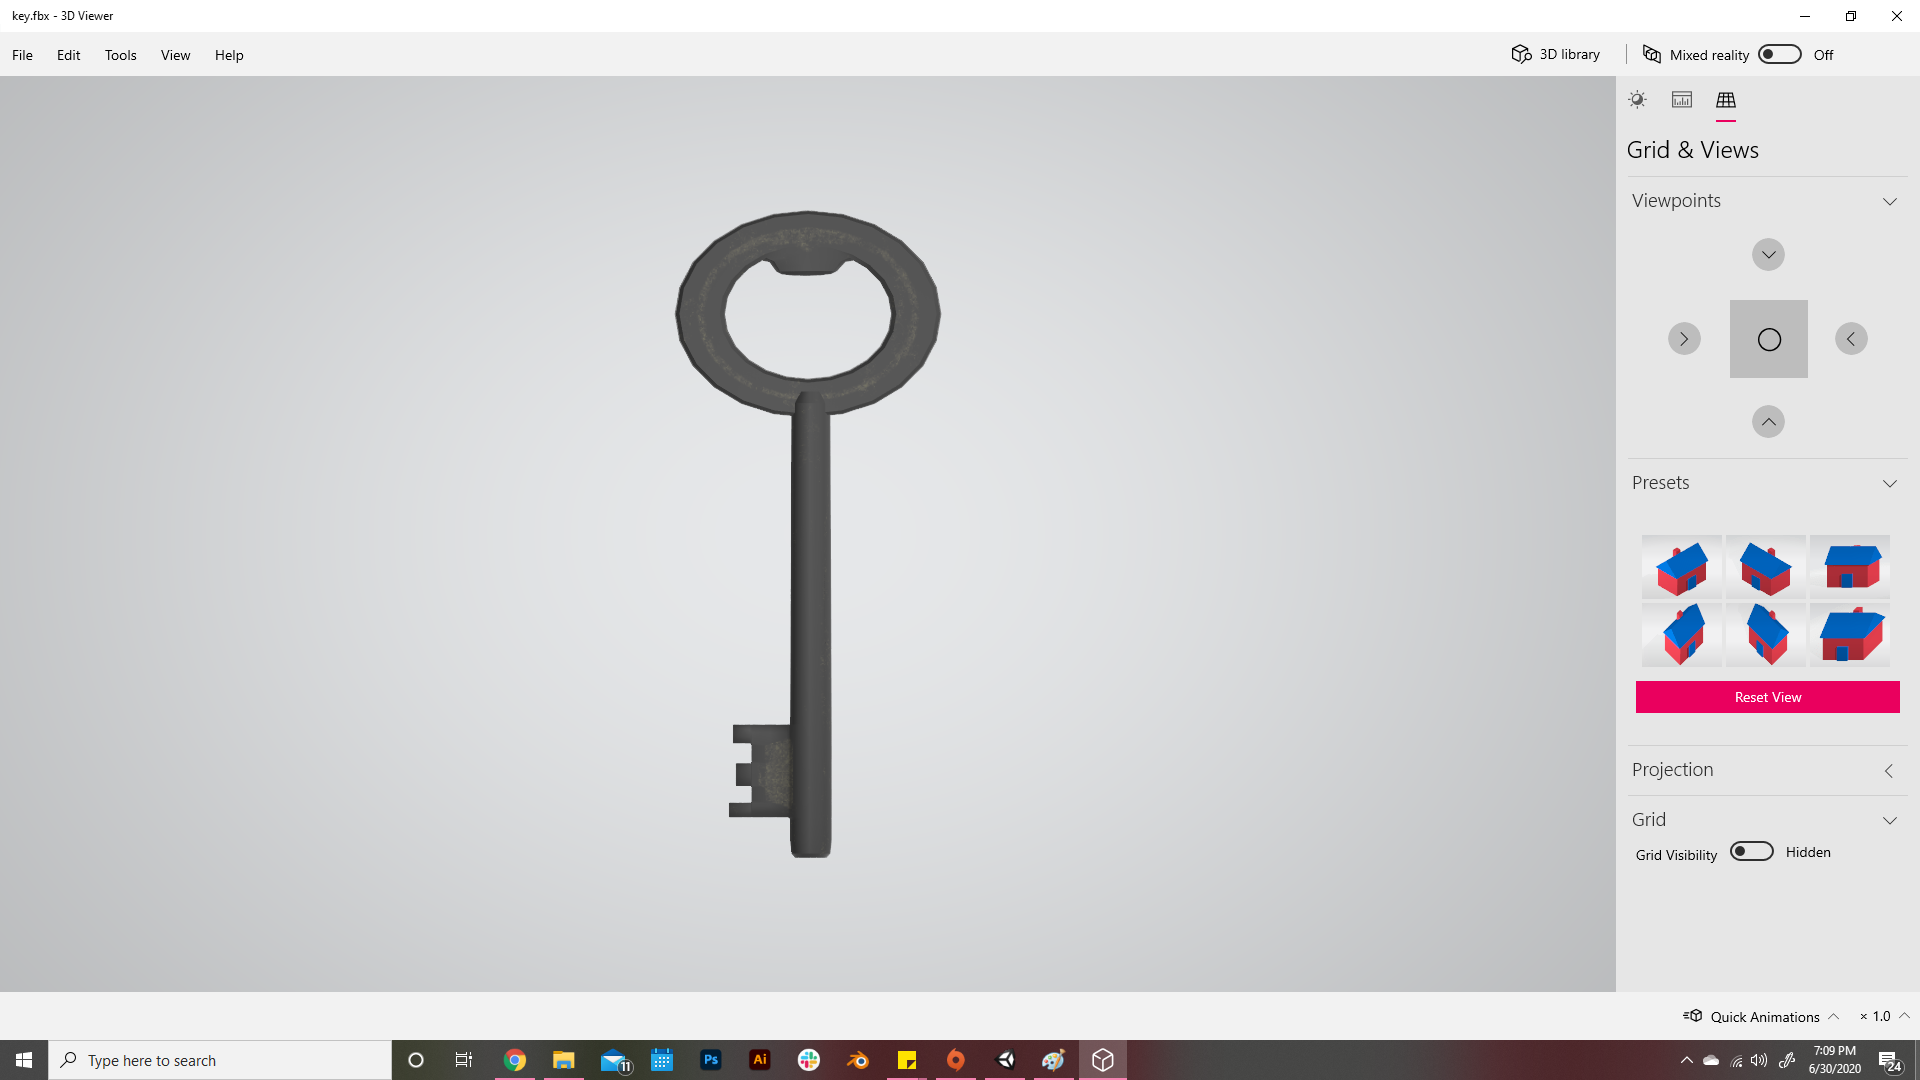 key.fbx - 3D Viewer
File Edit Tools View Help
3D library
Mixed reality Off
Grid & Views
Viewpoints
Presets
Reset View
Projection
Grid
Grid Visibility Hidden
Quick Animations × 1.0
Type here to search
11
Ps
Ai
7:09 PM
6/30/2020
24